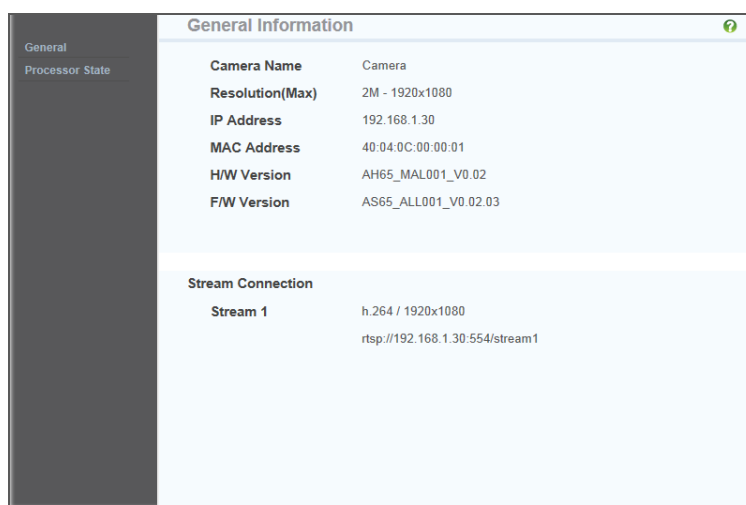 General Information
General
Processor State
Camera Name Camera
Resolution(Max) 2M - 1920x1080
IP Address 192.168.1.30
MAC Address 40:04:0C:00:00:01
H/W Version AH65_MAL001_V0.02
F/W Version AS65_ALL001_V0.02.03
Stream Connection
Stream 1 h.264 / 1920x1080
rtsp://192.168.1.30:554/stream1